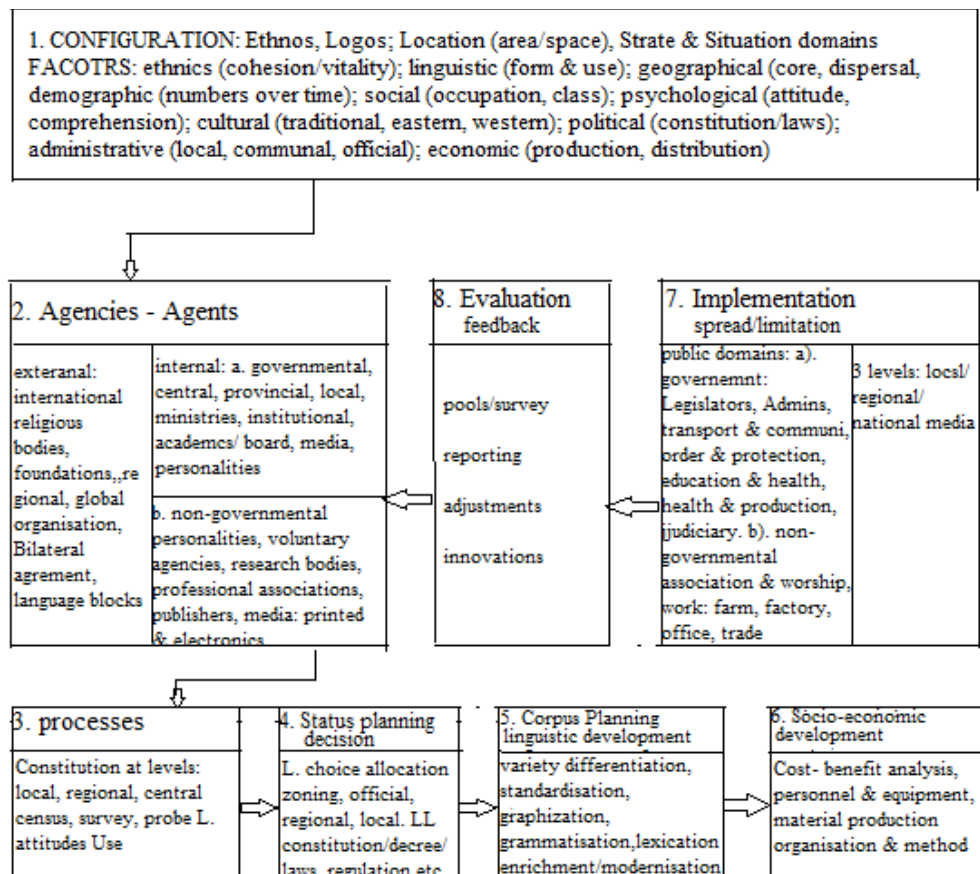 1. CONFIGURATION: Ethnos, Logos; Location (area/space), Strate & Situation domains
FACOTRS: ethnics (cohesion/vitality); linguistic (form & use); geographical (core, dispersal,
demographic (numbers over time); social (occupation, class); psychological (attitude,
comprehension); cultural (traditional, eastern, western); political (constitution/laws);
administrative (local, communal, official); economic (production, distribution)
2. Agencies - Agents
exteranal:
international
religious
bodies,
foundations,,re
gional, global
organisation,
Bilateral
agrement,
language blocks
internal: a. governmental,
central, provincial, local,
ministries, institutional,
academcs/ board, media,
personalities
b. non-governmental
personalities, voluntary
agencies, research bodies,
professional associations,
publishers, media: printed
& electronics
8. Evaluation
feedback
pools/survey
reporting
adjustments
innovations
7. Implementation
spread/limitation
public domains: a).
governemnt:
Legislators, Admins,
transport & communi,
order & protection,
education & health,
health & production,
ijudiciary. b). non-
governmental
association & worship,
work: farm, factory,
office, trade
3 levels: locsl/
regional/
national media
3. processes
Constitution at levels:
local, regional, central
census, survey, probe L.
attitudes Use
4. Status planning
decision
L. choice allocation
zoning, official,
regional, local. LL
constitution/decree/
laws, regulation etc
5. Corpus Planning
linguistic development
variety differentiation,
standardisation,
graphization,
grammatisation,lexication
enrichment/modernisation
6. Socio-economic
development
Cost- benefit analysis,
personnel & equipment,
material production
organisation & method